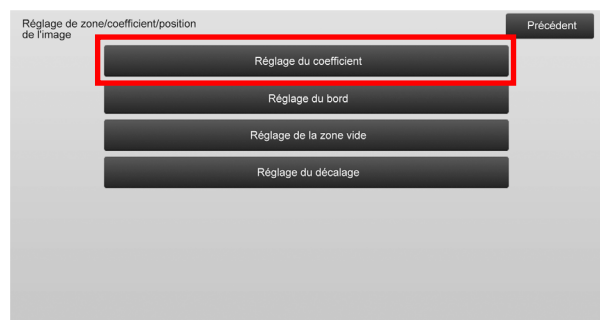 Réglage de zone/coefficient/position
de l'image
Précédent
Réglage du coefficient
Réglage du bord
Réglage de la zone vide
Réglage du décalage